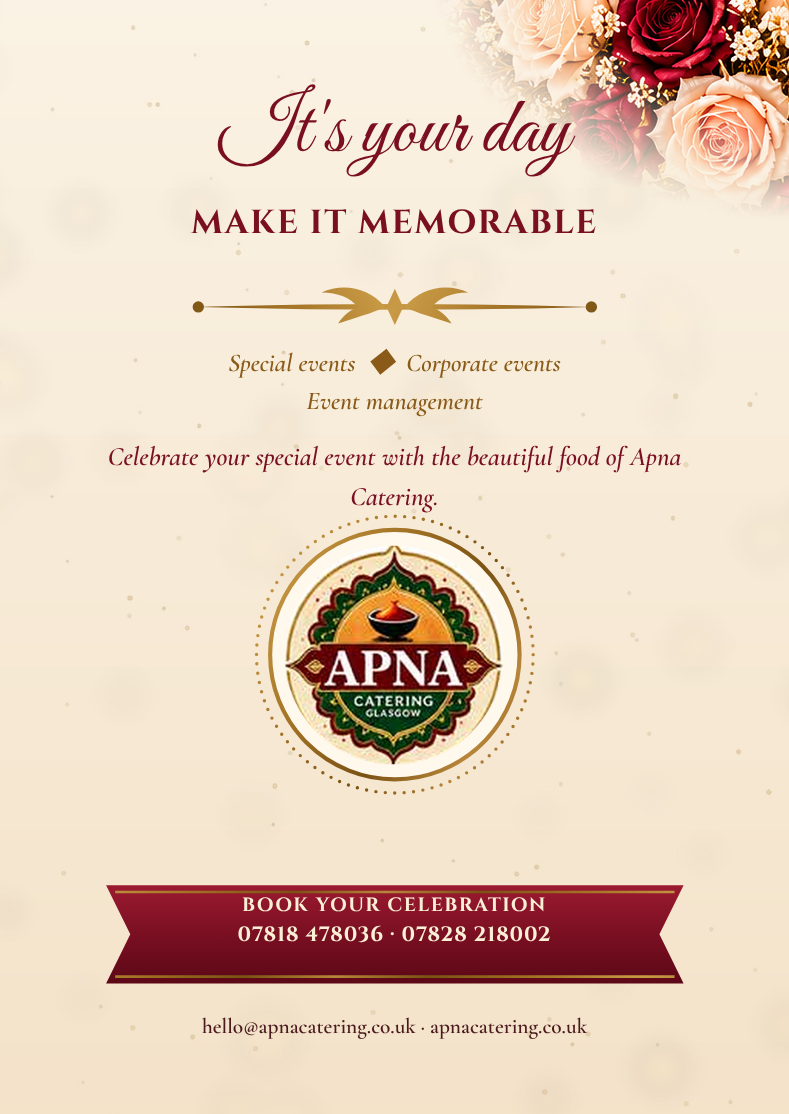 It's your day
MAKE IT MEMORABLE
Special events ◆ Corporate events
Event management
Celebrate your special event with the beautiful food of Apna
Catering.
APNA
CATERING
GLASGOW
BOOK YOUR CELEBRATION
07818 478036 · 07828 218002
hello@apnacatering.co.uk · apnacatering.co.uk